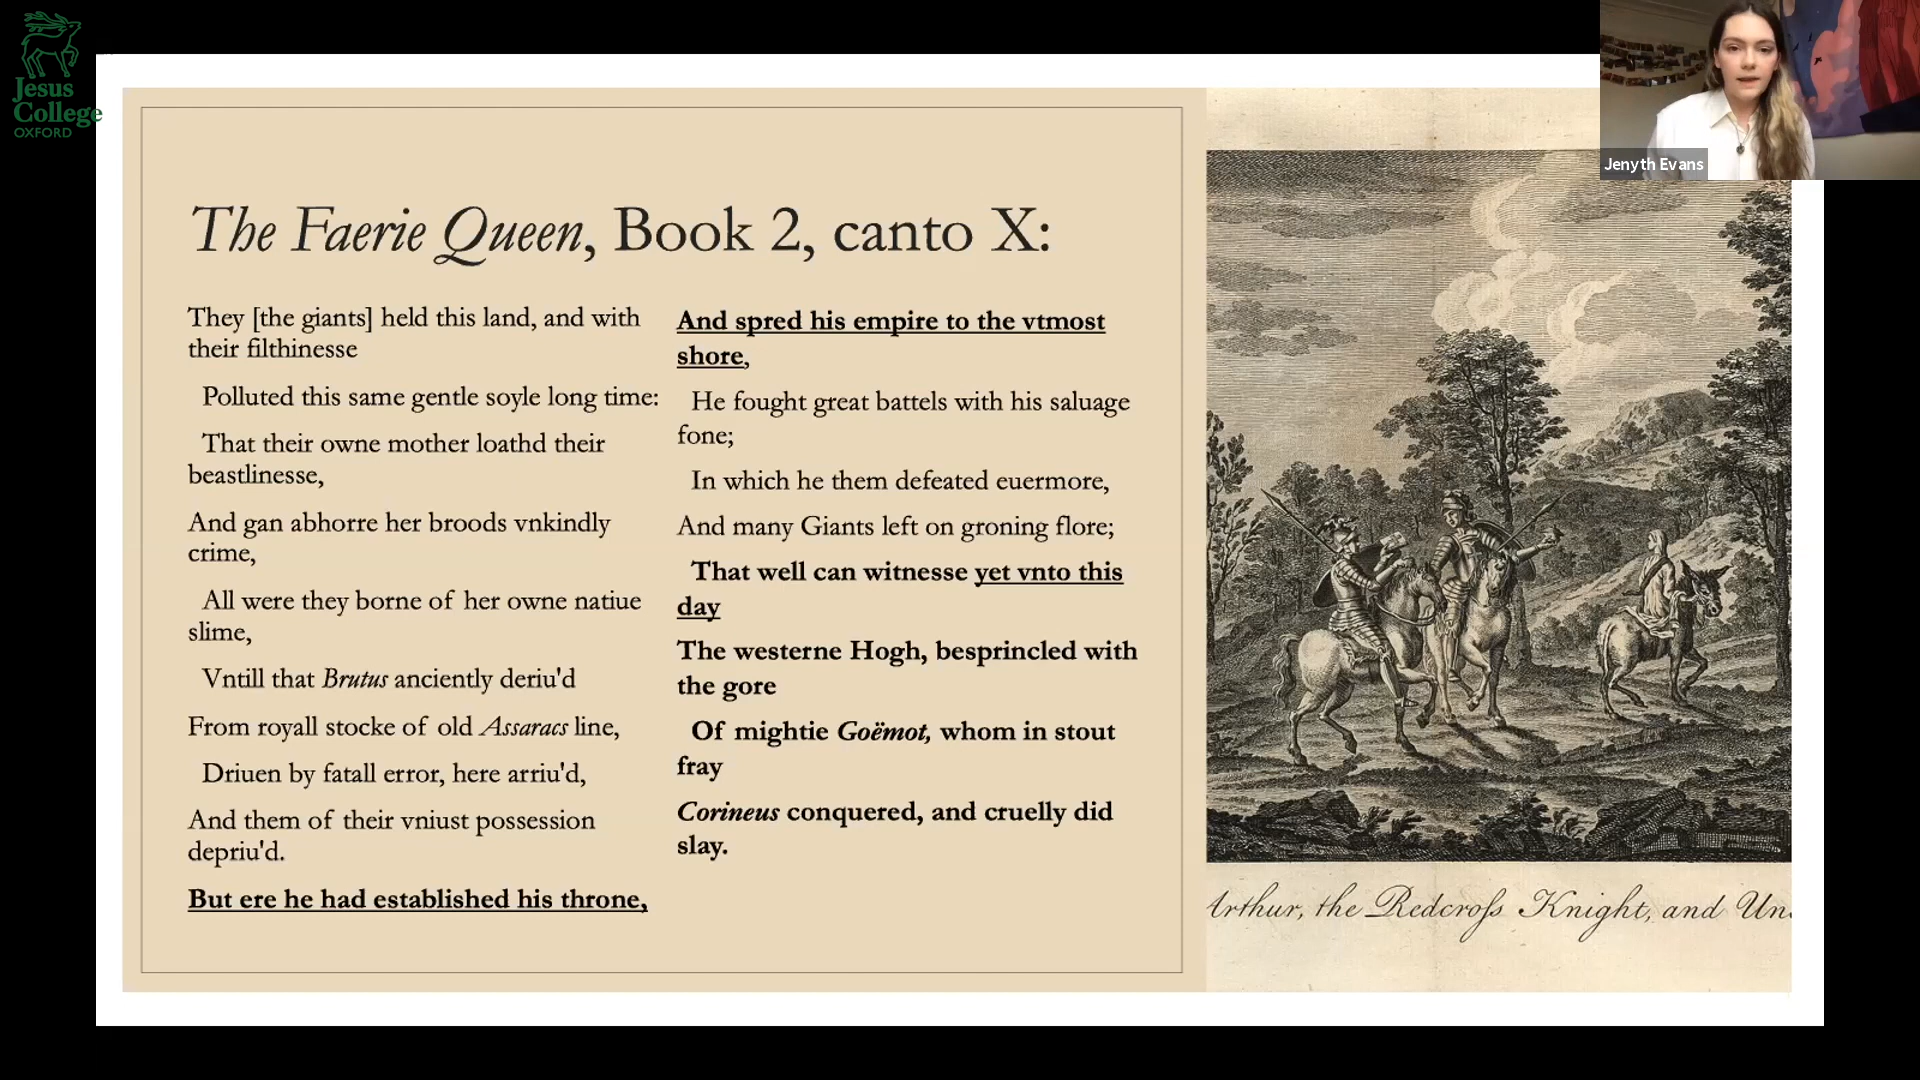 Jesus
College
OXFORD
Jenyth Evans
The Faerie Queen, Book 2, canto X:
They [the giants] held this land, and with
their filthinesse
Polluted this same gentle soyle long time:
That their owne mother loathd their
beastlinesse,
And gan abhorre her broods vnkindly
crime,
All were they borne of her owne natiue
slime,
Vntill that Brutus anciently deriu'd
From royall stocke of old Assaracs line,
Driuen by fatall error, here arriu'd,
And them of their vniust possession
depriu'd.
But ere he had established his throne,
And spred his empire to the vtmost
shore,
He fought great battels with his saluage
fone;
In which he them defeated euermore,
And many Giants left on groning flore;
That well can witnesse yet vnto this
day
The westerne Hogh, besprincled with
the gore
Of mightie Goëmot, whom in stout
fray
Corineus conquered, and cruelly did
slay.
Arthur, the Redcross Knight, and Un